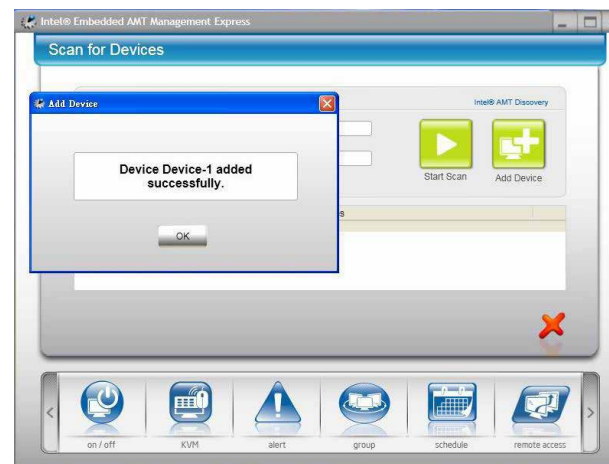 Intel® Embedded AMT Management Express
Scan for Devices
Add Device
Intel® AMT Discovery
Device Device-1 added
successfully.
OK
Start Scan
Add Device
on / off
KVM
alert
group
schedule
remote access